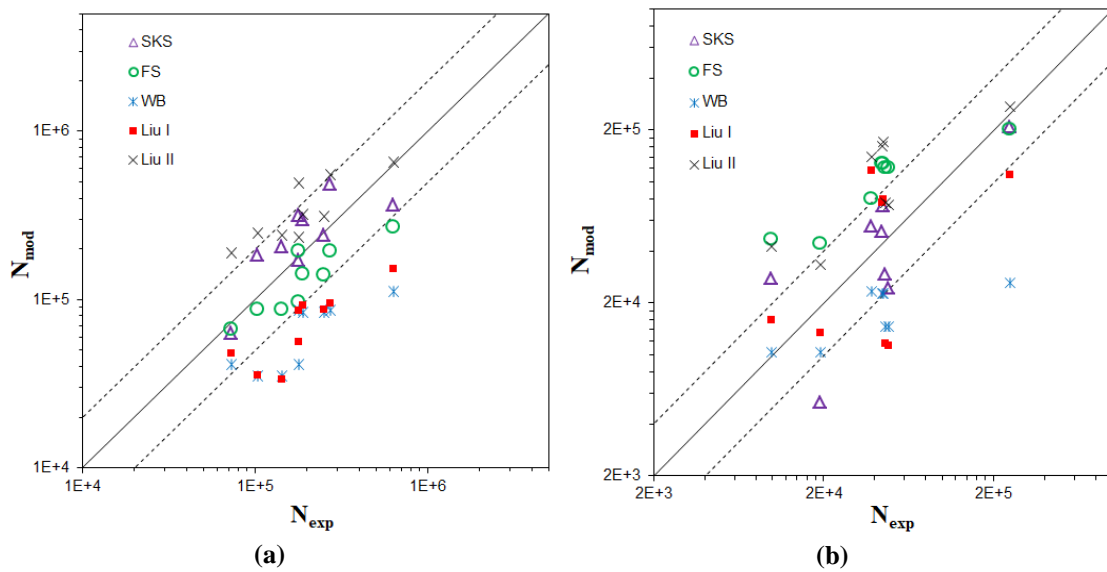 SKS
FS
WB
Liu I
Liu II
1E+6
1E+5
1E+4
1E+4
1E+5
1E+6
N_mod
N_exp
(a)
SKS
FS
WB
Liu I
Liu II
2E+5
2E+4
2E+3
2E+3
2E+4
2E+5
N_mod
N_exp
(b)